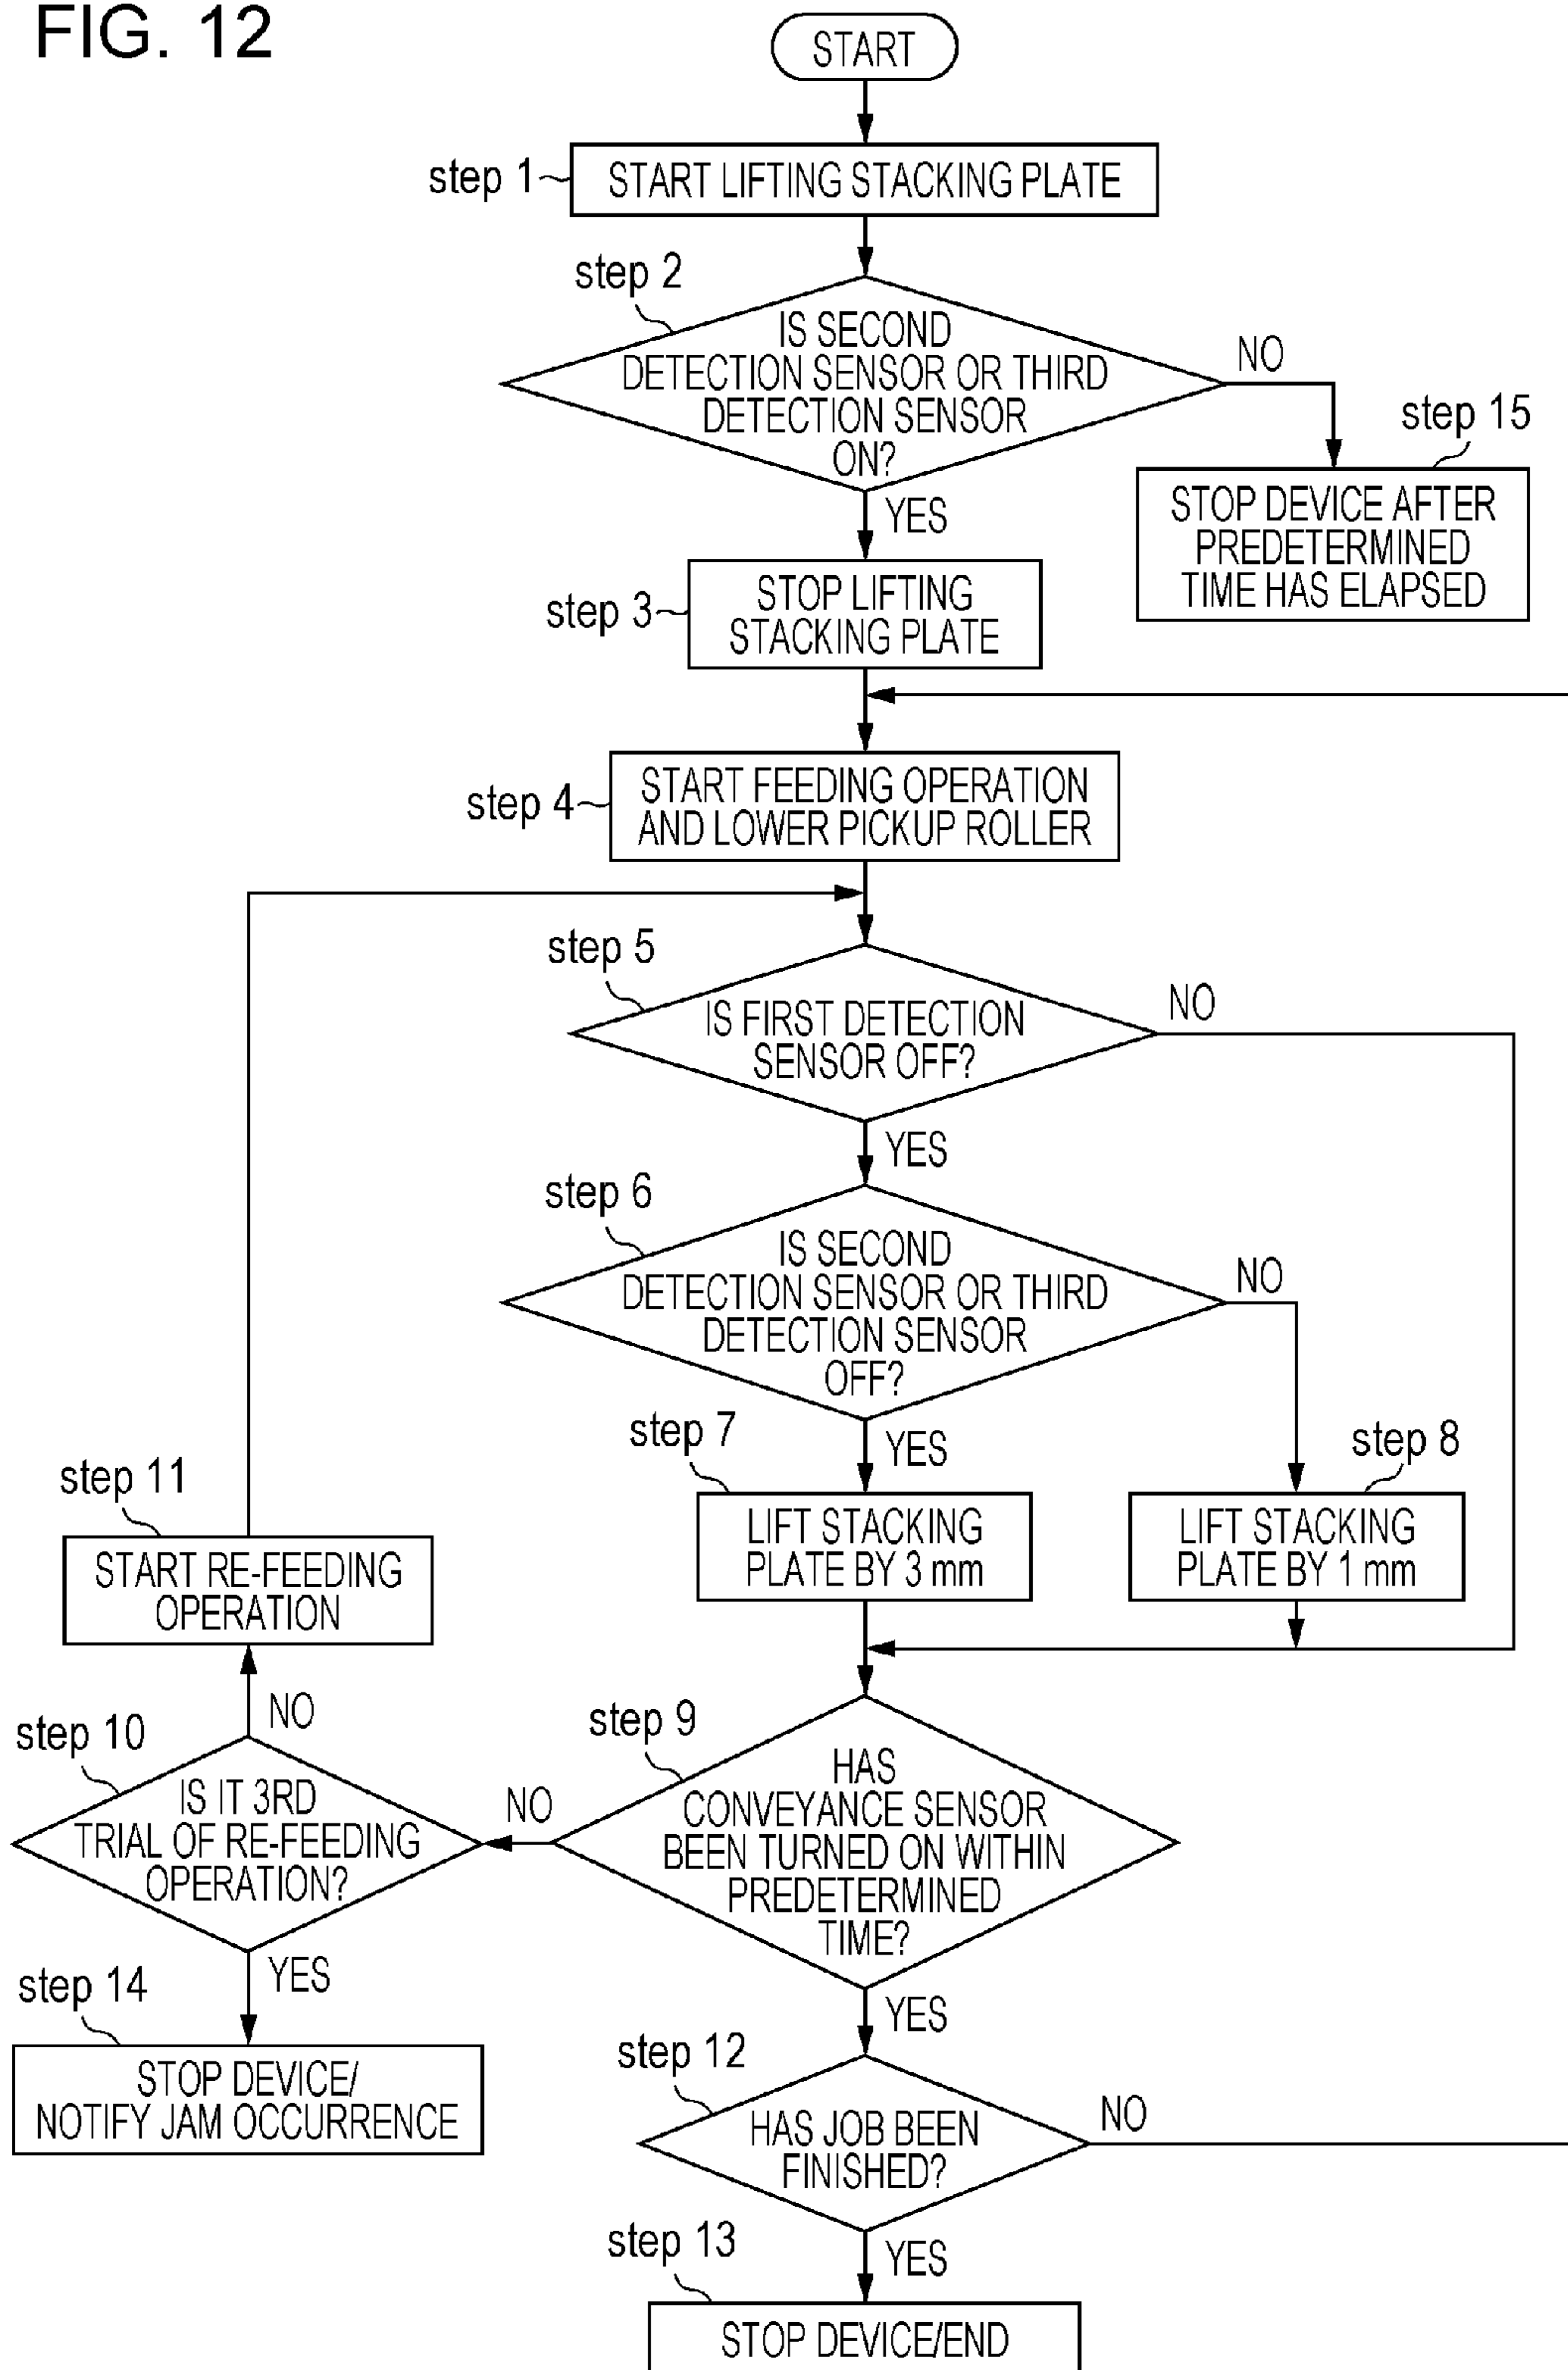 FIG. 12
START
step 1
START LIFTING STACKING PLATE
step 2
IS SECOND
DETECTION SENSOR OR THIRD
DETECTION SENSOR
ON?
NO
YES
step 15
STOP DEVICE AFTER
PREDETERMINED
TIME HAS ELAPSED
step 3
STOP LIFTING
STACKING PLATE
step 4
START FEEDING OPERATION
AND LOWER PICKUP ROLLER
step 5
IS FIRST DETECTION
SENSOR OFF?
NO
YES
step 6
IS SECOND
DETECTION SENSOR OR THIRD
DETECTION SENSOR
OFF?
NO
YES
step 7
LIFT STACKING
PLATE BY 3 mm
step 8
LIFT STACKING
PLATE BY 1 mm
step 11
START RE-FEEDING
OPERATION
NO
step 10
IS IT 3RD
TRIAL OF RE-FEEDING
OPERATION?
YES
step 9
HAS
CONVEYANCE SENSOR
BEEN TURNED ON WITHIN
PREDETERMINED
TIME?
NO
YES
step 14
STOP DEVICE/
NOTIFY JAM OCCURRENCE
step 12
HAS JOB BEEN
FINISHED?
NO
YES
step 13
STOP DEVICE/END